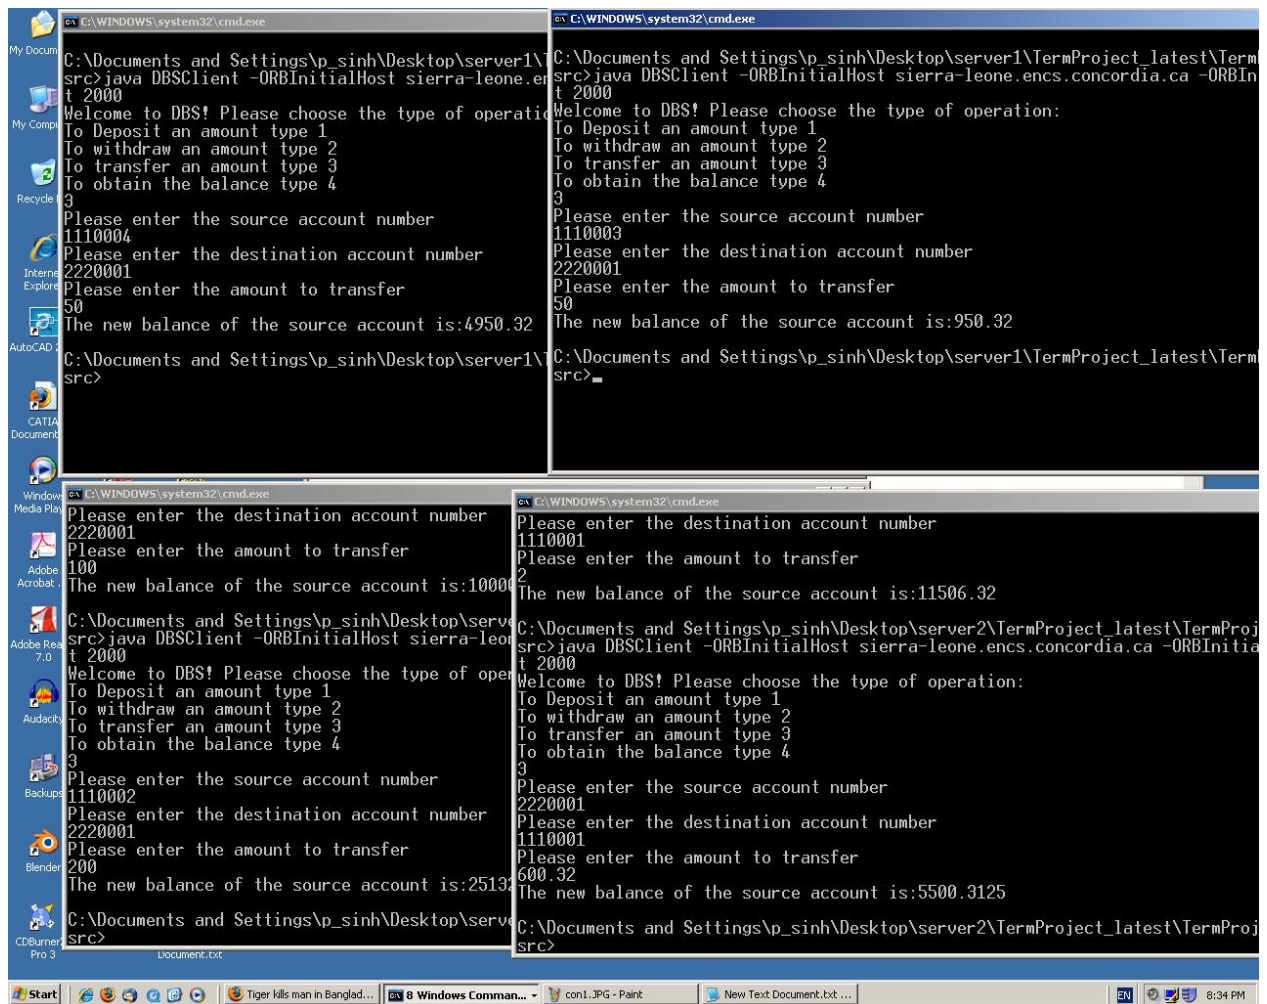 My Docum
My Compu
Recycle
Interne
Explore
AutoCAD 2
CATIA
Document
Window
Media Play
Adobe
Acrobat .
Adobe Rea
7.0
Audacity
Backups
Blender
CDBurner
Pro 3
Document.txt
C:\WINDOWS\system32\cmd.exe
C:\Documents and Settings\p_sinh\Desktop\server1\T
src>java DBSClient -ORBInitialHost sierra-leone.en
t 2000
Welcome to DBS! Please choose the type of operatio
To Deposit an amount type 1
To withdraw an amount type 2
To transfer an amount type 3
To obtain the balance type 4
3
Please enter the source account number
1110004
Please enter the destination account number
2220001
Please enter the amount to transfer
50
The new balance of the source account is:4950.32
C:\Documents and Settings\p_sinh\Desktop\server1\T
src>
C:\WINDOWS\system32\cmd.exe
C:\Documents and Settings\p_sinh\Desktop\server1\TermProject_latest\Term
src>java DBSClient -ORBInitialHost sierra-leone.encs.concordia.ca -ORBIn
t 2000
Welcome to DBS! Please choose the type of operation:
To Deposit an amount type 1
To withdraw an amount type 2
To transfer an amount type 3
To obtain the balance type 4
3
Please enter the source account number
1110003
Please enter the destination account number
2220001
Please enter the amount to transfer
50
The new balance of the source account is:950.32
C:\Documents and Settings\p_sinh\Desktop\server1\TermProject_latest\Term
src>
C:\WINDOWS\system32\cmd.exe
Please enter the destination account number
2220001
Please enter the amount to transfer
100
The new balance of the source account is:10000
C:\Documents and Settings\p_sinh\Desktop\serve
src>java DBSClient -ORBInitialHost sierra-leon
t 2000
Welcome to DBS! Please choose the type of oper
To Deposit an amount type 1
To withdraw an amount type 2
To transfer an amount type 3
To obtain the balance type 4
3
Please enter the source account number
1110002
Please enter the destination account number
2220001
Please enter the amount to transfer
200
The new balance of the source account is:25132
C:\Documents and Settings\p_sinh\Desktop\serve
src>
C:\WINDOWS\system32\cmd.exe
Please enter the destination account number
1110001
Please enter the amount to transfer
2
The new balance of the source account is:11506.32
C:\Documents and Settings\p_sinh\Desktop\server2\TermProject_latest\TermProj
src>java DBSClient -ORBInitialHost sierra-leone.encs.concordia.ca -ORBInitia
t 2000
Welcome to DBS! Please choose the type of operation:
To Deposit an amount type 1
To withdraw an amount type 2
To transfer an amount type 3
To obtain the balance type 4
3
Please enter the source account number
2220001
Please enter the destination account number
1110001
Please enter the amount to transfer
600.32
The new balance of the source account is:5500.3125
C:\Documents and Settings\p_sinh\Desktop\server2\TermProject_latest\TermProj
src>
Start
Tiger kills man in Banglad...
8 Windows Comman...
con1.JPG - Paint
New Text Document.txt ...
EN
8:34 PM